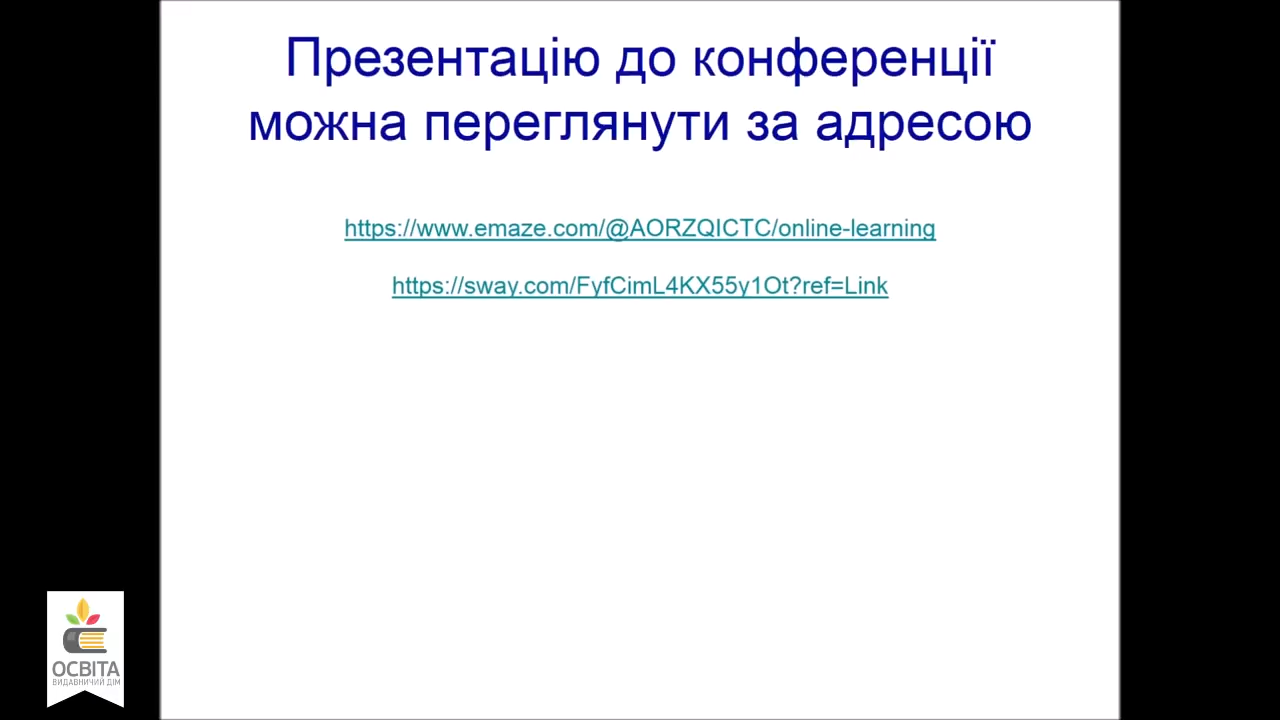 Презентацію до конференції
можна переглянути за адресою
https://www.emaze.com/@AORZQICTC/online-learning
https://sway.com/FyfCimL4KX55y1Ot?ref=Link
ОСВІТА
ВИДАВНИЧИЙ ДІМ